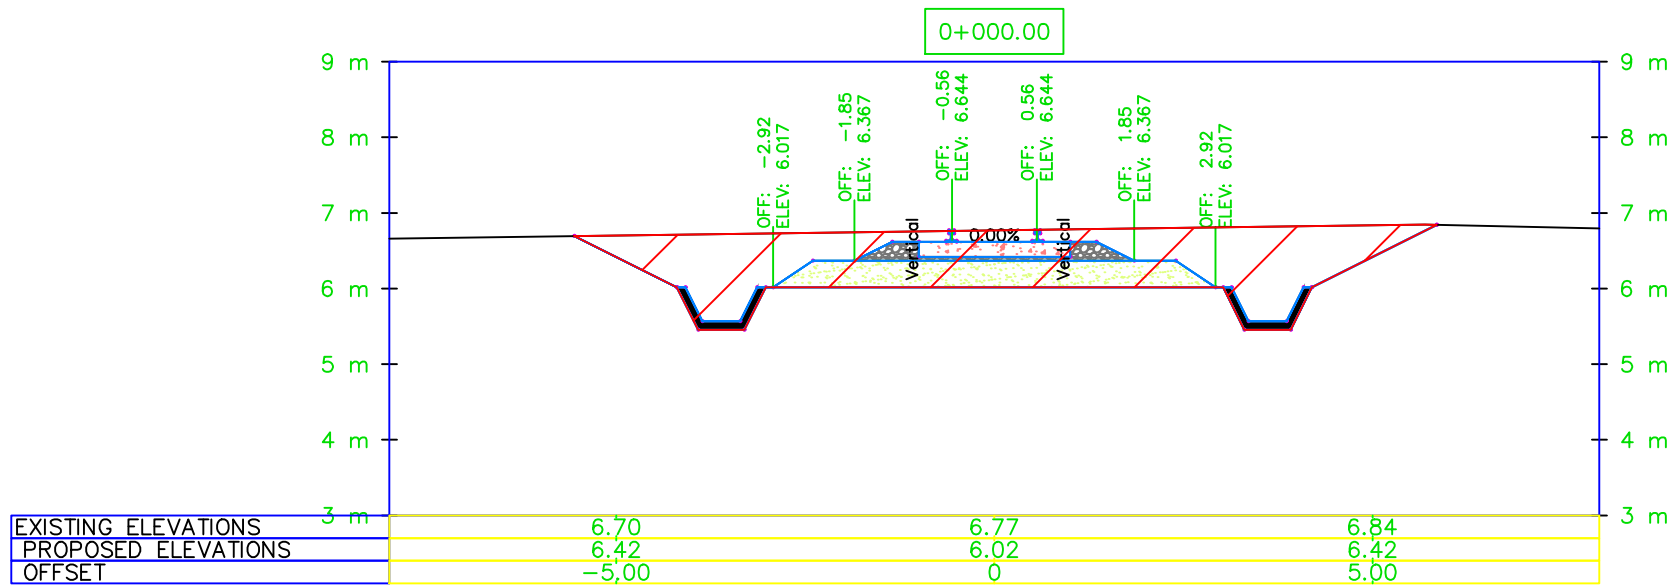 0+000.00
9 m
9 m
8 m
8 m
7 m
7 m
6 m
6 m
5 m
5 m
4 m
4 m
3 m
3 m
OFF: -2.92
ELEV: 6.017
OFF: -1.85
ELEV: 6.367
OFF: -0.56
ELEV: 6.644
OFF: 0.56
ELEV: 6.644
OFF: 1.85
ELEV: 6.367
OFF: 2.92
ELEV: 6.017
Vertical
0.00%
Vertical
EXISTING ELEVATIONS 6.70 6.77 6.84
PROPOSED ELEVATIONS 6.42 6.02 6.42
OFFSET -5.00 0 5.00